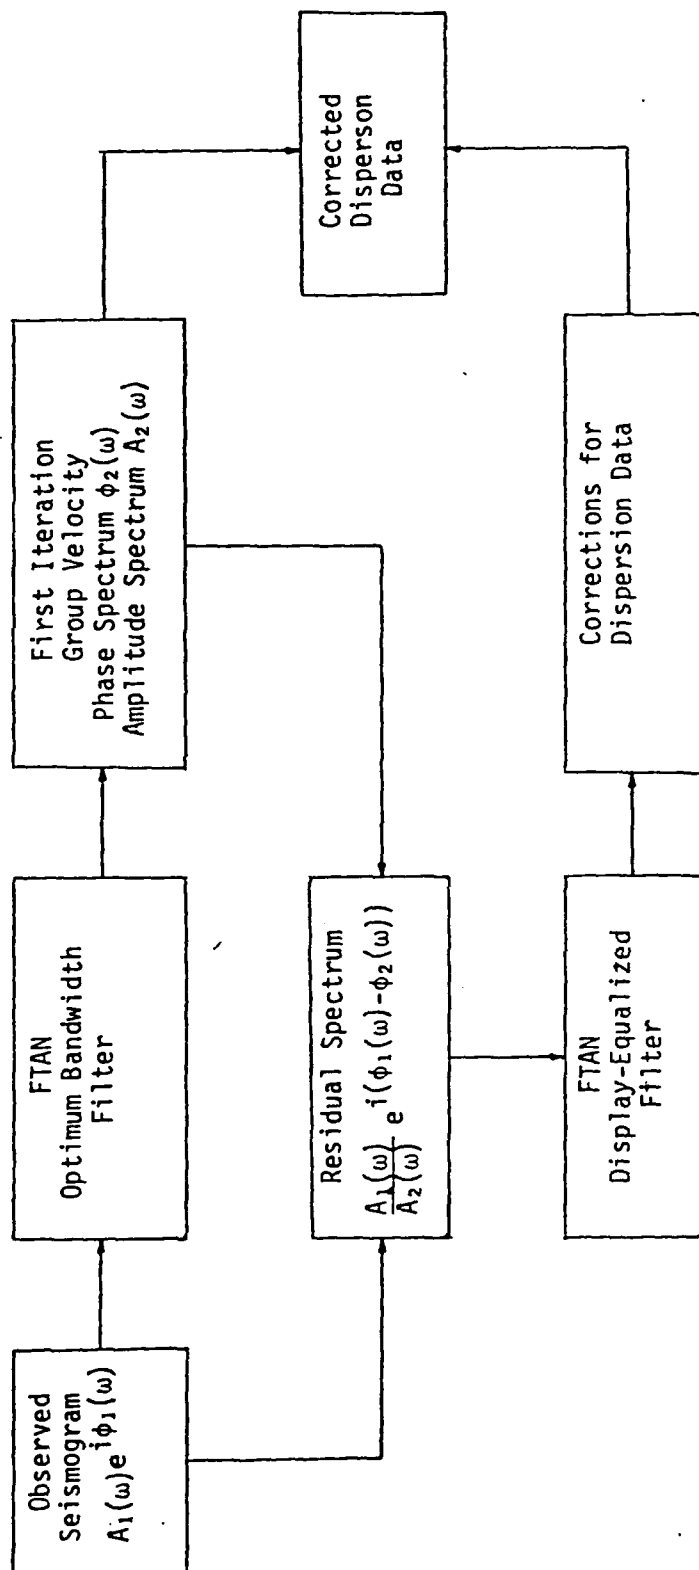 Observed
Seismogram
A₁(ω)e^iϕ₁(ω)
FTAN
Optimum Bandwidth
Filter
First Iteration
Group Velocity
Phase Spectrum ϕ₂(ω)
Amplitude Spectrum A₂(ω)
Residual Spectrum
A₁(ω)/A₂(ω) e^i(ϕ₁(ω)-ϕ₂(ω))
FTAN
Display-Equalized
Filter
Corrections for
Dispersion Data
Corrected
Disperson
Data